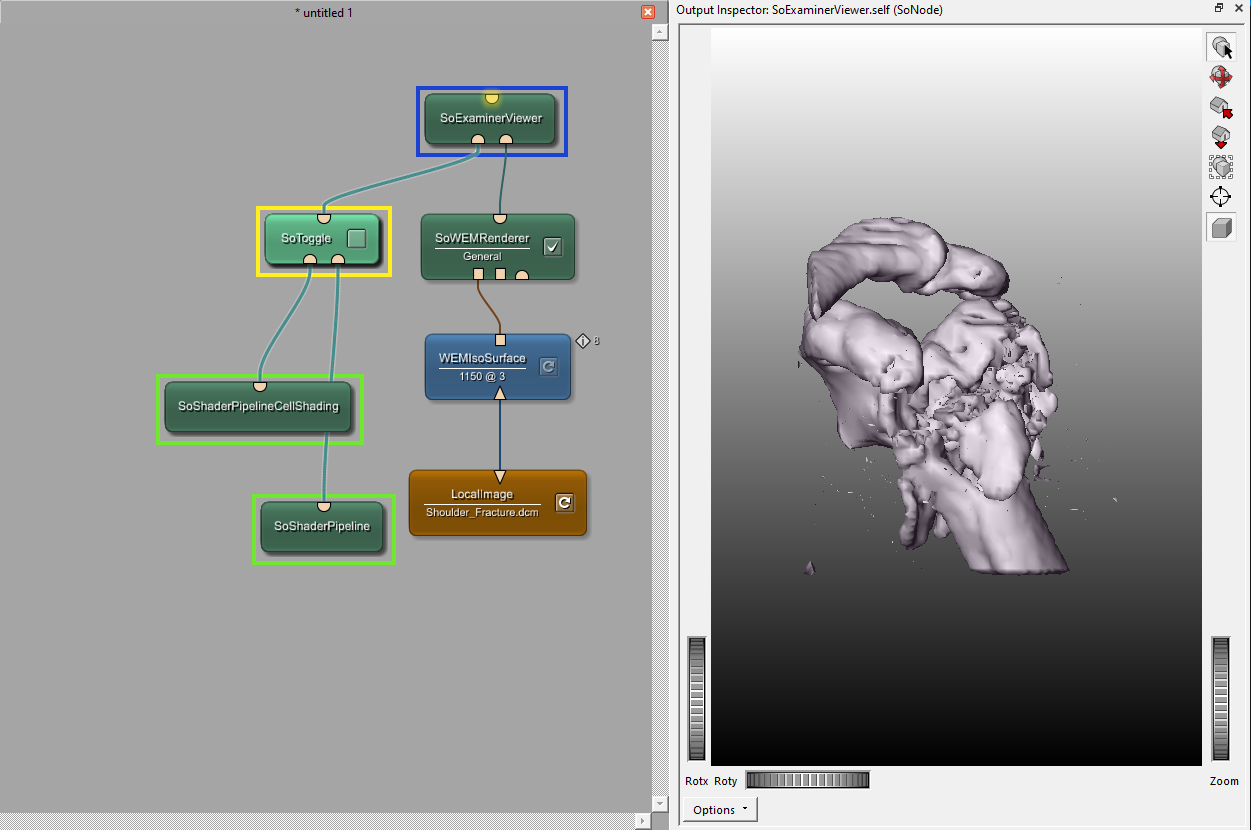 * untitled 1
SoExaminerViewer
SoToggle
SoWEMRenderer
General
WEMIsoSurface
1150 @ 3
8
SoShaderPipelineCellShading
LocalImage
Shoulder_Fracture.dcm
SoShaderPipeline
Output Inspector: SoExaminerViewer.self (SoNode)
Rotx Roty
Zoom
Options